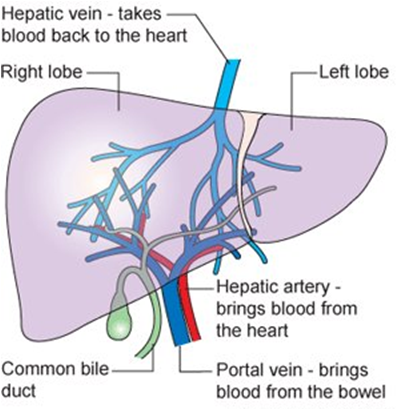 Hepatic vein - takes
blood back to the heart
Right lobe
Left lobe
Hepatic artery -
brings blood from
the heart
Common bile
duct
Portal vein - brings
blood from the bowel